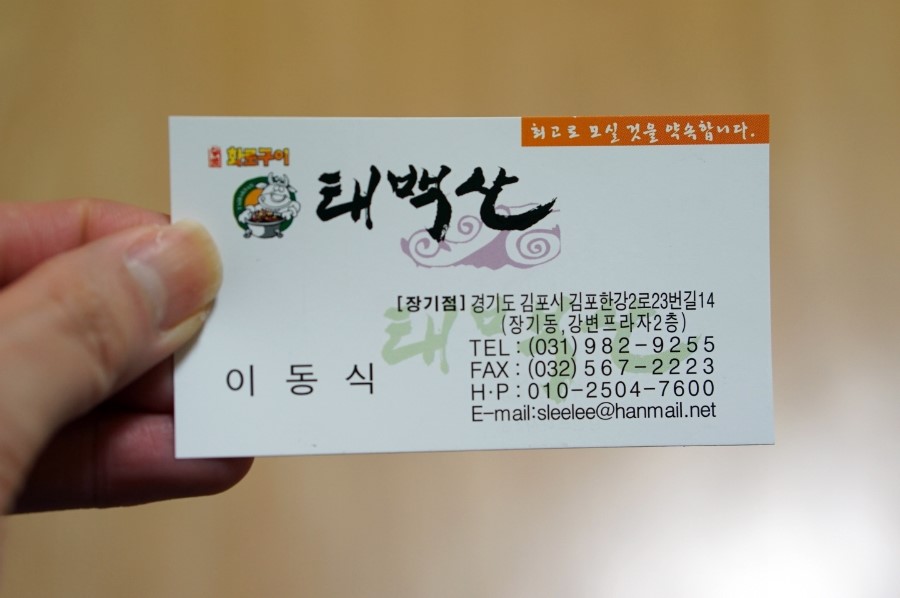 최고로 모실 것을 약속합니다.
화로구이
태백산
[장기점] 경기도 김포시 김포한강2로23번길14
(장기동,강변프라자2층)
TEL : (031) 982-9255
FAX : (032) 567-2223
이동식
H·P : 010-2504-7600
E-mail:sleelee@hanmail.net